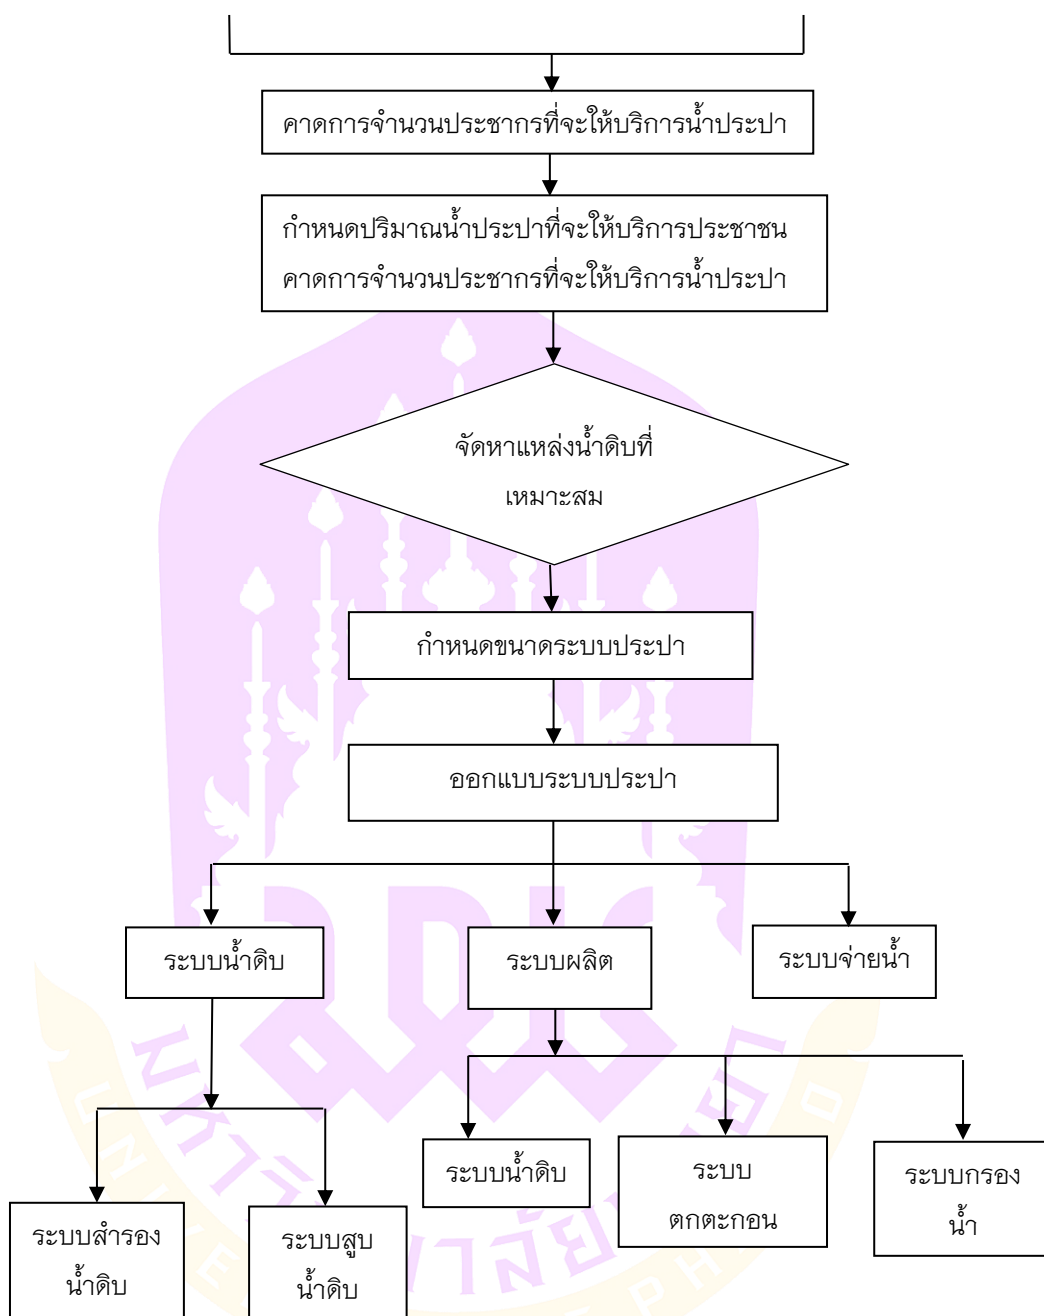 คาดการจำนวนประชากรที่จะให้บริการน้ำประปา
กำหนดปริมาณน้ำประปาที่จะให้บริการประชาชน
คาดการจำนวนประชากรที่จะให้บริการน้ำประปา
จัดหาแหล่งน้ำดิบที่
เหมาะสม
กำหนดขนาดระบบประปา
ออกแบบระบบประปา
ระบบน้ำดิบ
ระบบผลิต
ระบบจ่ายน้ำ
ระบบน้ำดิบ
ระบบ
ตกตะกอน
ระบบกรอง
น้ำ
ระบบสำรอง
น้ำดิบ
ระบบสูบ
น้ำดิบ